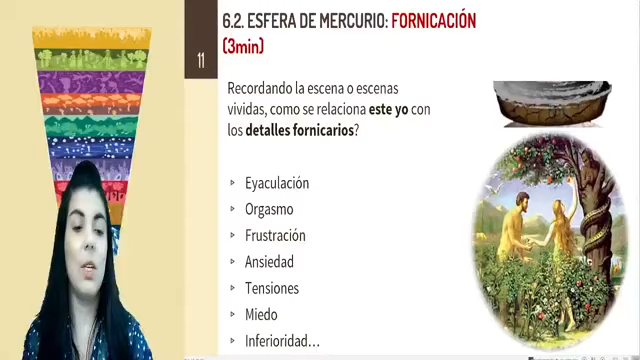 6.2. ESFERA DE MERCURIO: FORNICACIÓN
(3min)
11
Recordando la escena o escenas
vividas, como se relaciona este yo con
los detalles fornicarios?
▹ Eyaculación
▹ Orgasmo
▹ Frustración
▹ Ansiedad
▹ Tensiones
▹ Miedo
▹ Inferioridad...